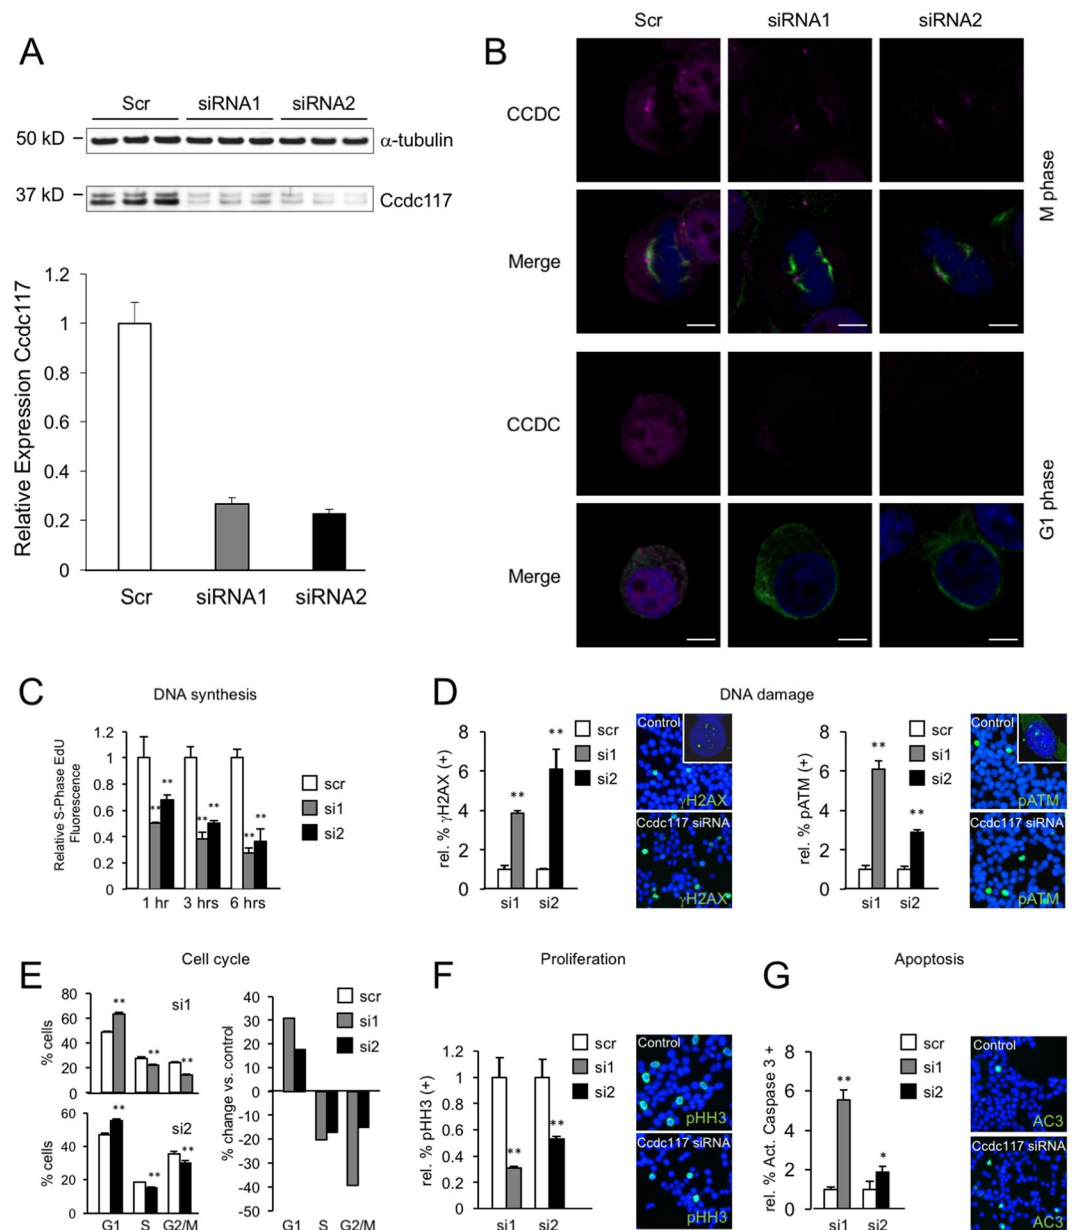 A
Scr siRNA1 siRNA2
50 kD α-tubulin
37 kD Ccdc117
Relative Expression Ccdc117
1.2
1
0.8
0.6
0.4
0.2
0
Scr siRNA1 siRNA2
B
Scr siRNA1 siRNA2
CCDC
Merge
M phase
CCDC
Merge
G1 phase
C
DNA synthesis
Relative S-Phase EdU
Fluorescence
1.2
1
0.8
0.6
0.4
0.2
0
** ** ** ** ** **
scr
si1
si2
1 hr 3 hrs 6 hrs
D
DNA damage
rel. % γH2AX (+)
8
6
4
2
0
** **
scr
si1
si2
si1 si2
Control
γH2AX
Ccdc117 siRNA
γH2AX
rel. % pATM (+)
8
6
4
2
0
** **
scr
si1
si2
si1 si2
Control
pATM
Ccdc117 siRNA
pATM
E
Cell cycle
% cells
80
60
40
20
0
si1
** ** **
% cells
60
40
20
0
si2
** ** **
G1 S G2/M
% change vs. control
40
30
20
10
0
-10
-20
-30
-40
-50
scr
si1
si2
G1 S G2/M
F
Proliferation
rel. % pHH3 (+)
1.2
1
0.8
0.6
0.4
0.2
0
** **
scr
si1
si2
si1 si2
Control
pHH3
Ccdc117 siRNA
pHH3
G
Apoptosis
rel. % Act. Caspase 3 +
8
6
4
2
0
** *
scr
si1
si2
si1 si2
Control
AC3
Ccdc117 siRNA
AC3